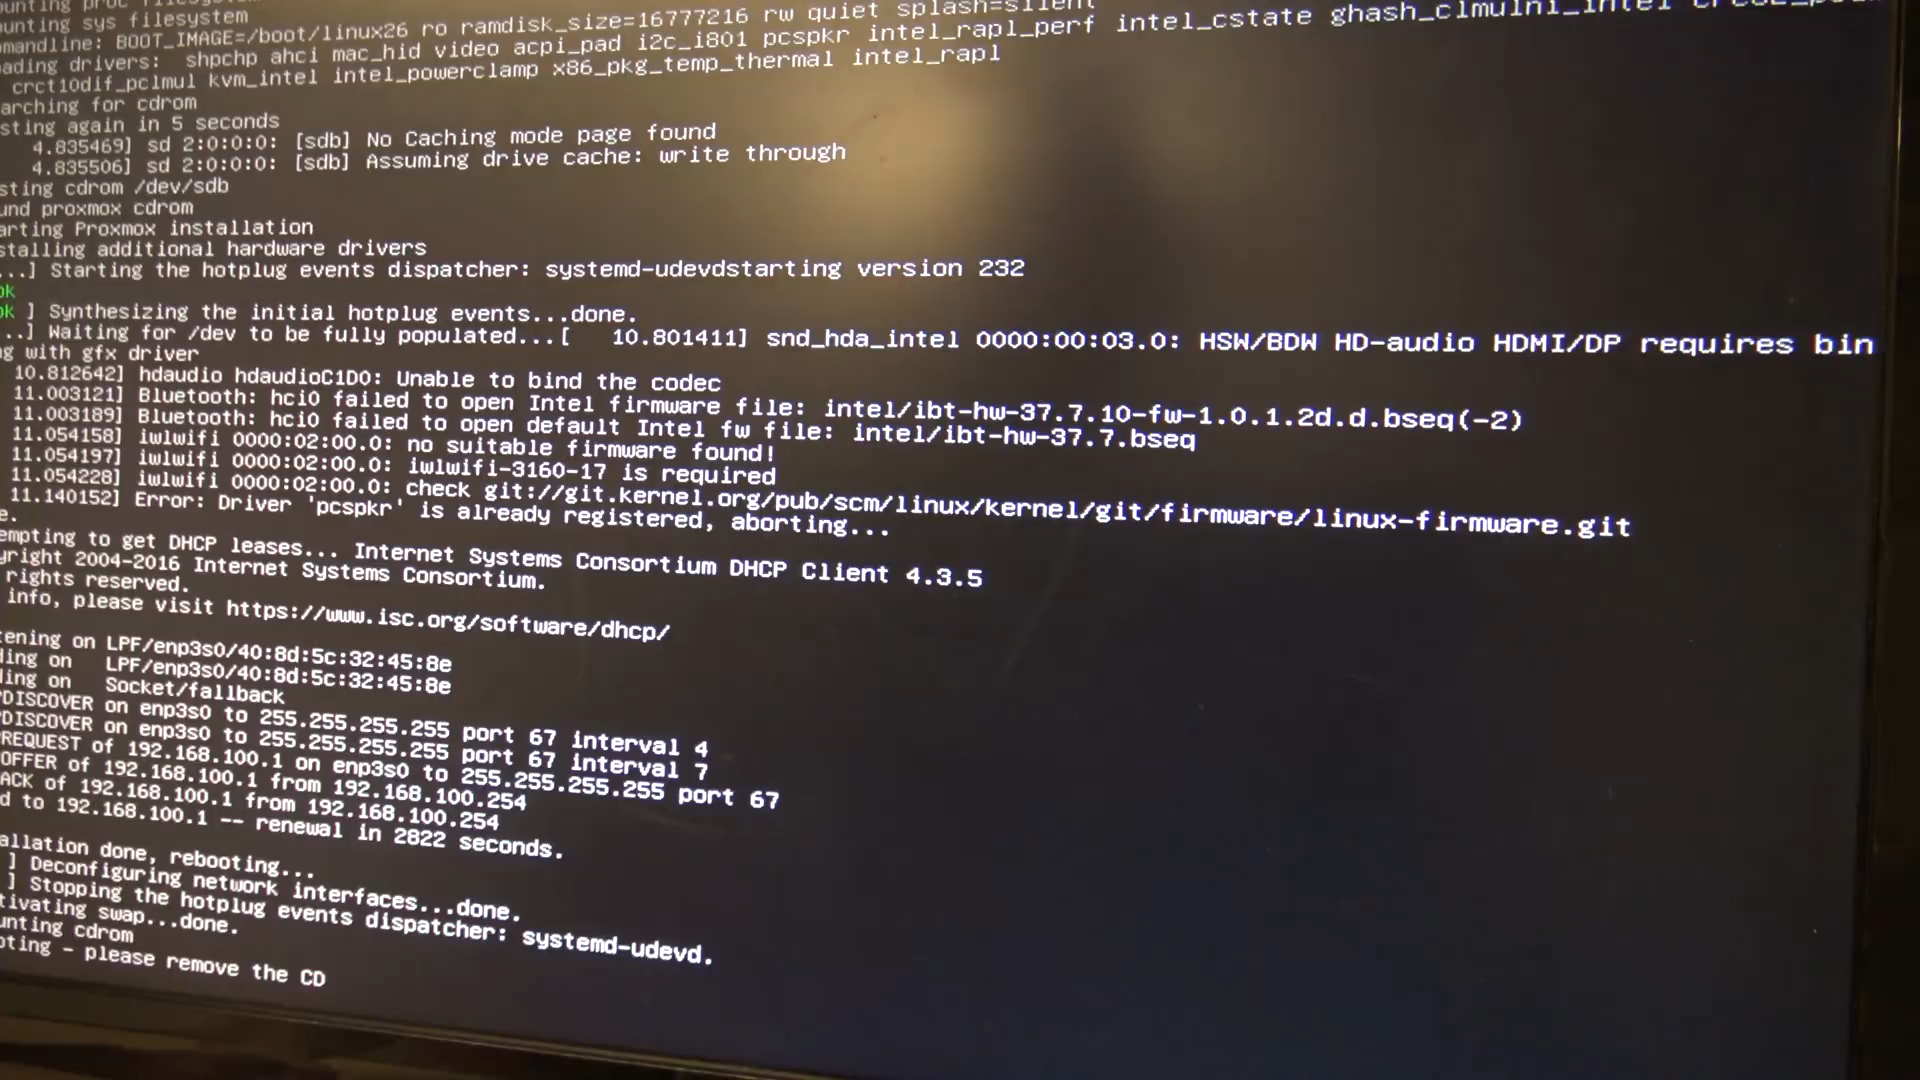 ounting proc filesystem
unting sys filesystem
mandline: BOOT_IMAGE=/boot/linux26 ro ramdisk_size=16777216 rw quiet splash=silent
ading drivers: shpchp ahci mac_hid video acpi_pad i2c_i801 pcspkr intel_rapl_perf intel_cstate ghash_clmulni_intel
crct10dif_pclmul kvm_intel intel_powerclamp x86_pkg_temp_thermal intel_rapl
arching for cdrom
sting again in 5 seconds
4.835469] sd 2:0:0:0: [sdb] No Caching mode page found
4.835506] sd 2:0:0:0: [sdb] Assuming drive cache: write through
sting cdrom /dev/sdb
und proxmox cdrom
arting Proxmox installation
stalling additional hardware drivers
...] Starting the hotplug events dispatcher: systemd-udevdstarting version 232
ok
ok ] Synthesizing the initial hotplug events...done.
..] Waiting for /dev to be fully populated...[ 10.801411] snd_hda_intel 0000:00:03.0: HSW/BDW HD-audio HDMI/DP requires bin
g with gfx driver
10.812642] hdaudio hdaudioC1D0: Unable to bind the codec
11.003121] Bluetooth: hci0 failed to open Intel firmware file: intel/ibt-hw-37.7.10-fw-1.0.1.2d.d.bseq(-2)
11.003189] Bluetooth: hci0 failed to open default Intel fw file: intel/ibt-hw-37.7.bseq
11.054158] iwlwifi 0000:02:00.0: no suitable firmware found!
11.054197] iwlwifi 0000:02:00.0: iwlwifi-3160-17 is required
11.054228] iwlwifi 0000:02:00.0: check git://git.kernel.org/pub/scm/linux/kernel/git/firmware/linux-firmware.git
11.140152] Error: Driver 'pcspkr' is already registered, aborting...
e.
empting to get DHCP leases... Internet Systems Consortium DHCP Client 4.3.5
yright 2004-2016 Internet Systems Consortium.
rights reserved.
info, please visit https://www.isc.org/software/dhcp/
tening on LPF/enp3s0/40:8d:5c:32:45:8e
ding on LPF/enp3s0/40:8d:5c:32:45:8e
ding on Socket/fallback
PDISCOVER on enp3s0 to 255.255.255.255 port 67 interval 4
PDISCOVER on enp3s0 to 255.255.255.255 port 67 interval 7
REQUEST of 192.168.100.1 on enp3s0 to 255.255.255.255 port 67
OFFER of 192.168.100.1 from 192.168.100.254
ACK of 192.168.100.1 from 192.168.100.254
d to 192.168.100.1 -- renewal in 2822 seconds.
allation done, rebooting...
] Deconfiguring network interfaces...done.
] Stopping the hotplug events dispatcher: systemd-udevd.
tivating swap...done.
unting cdrom
oting - please remove the CD